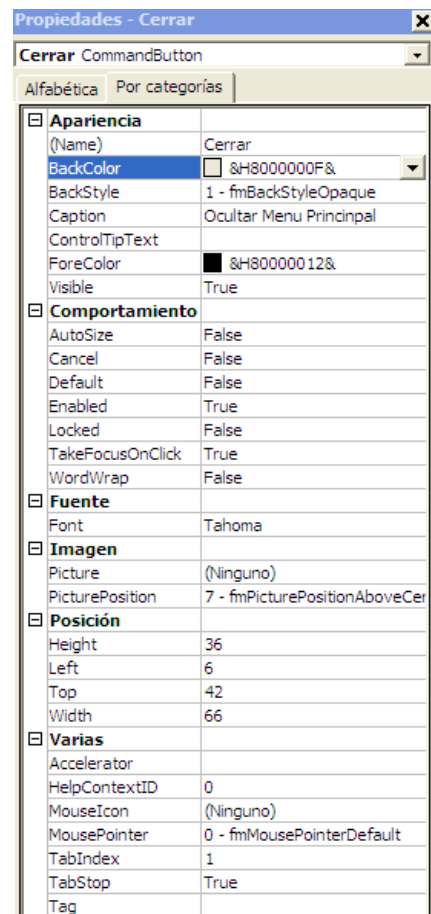 Propiedades - Cerrar
Cerrar CommandButton
Alfabética Por categorías
Apariencia
(Name) Cerrar
BackColor &H8000000F&
BackStyle 1 - fmBackStyleOpaque
Caption Ocultar Menu Princinpal
ControlTipText
ForeColor &H80000012&
Visible True
Comportamiento
AutoSize False
Cancel False
Default False
Enabled True
Locked False
TakeFocusOnClick True
WordWrap False
Fuente
Font Tahoma
Imagen
Picture (Ninguno)
PicturePosition 7 - fmPicturePositionAboveCer
Posición
Height 36
Left 6
Top 42
Width 66
Varias
Accelerator
HelpContextID 0
MouseIcon (Ninguno)
MousePointer 0 - fmMousePointerDefault
TabIndex 1
TabStop True
Tag